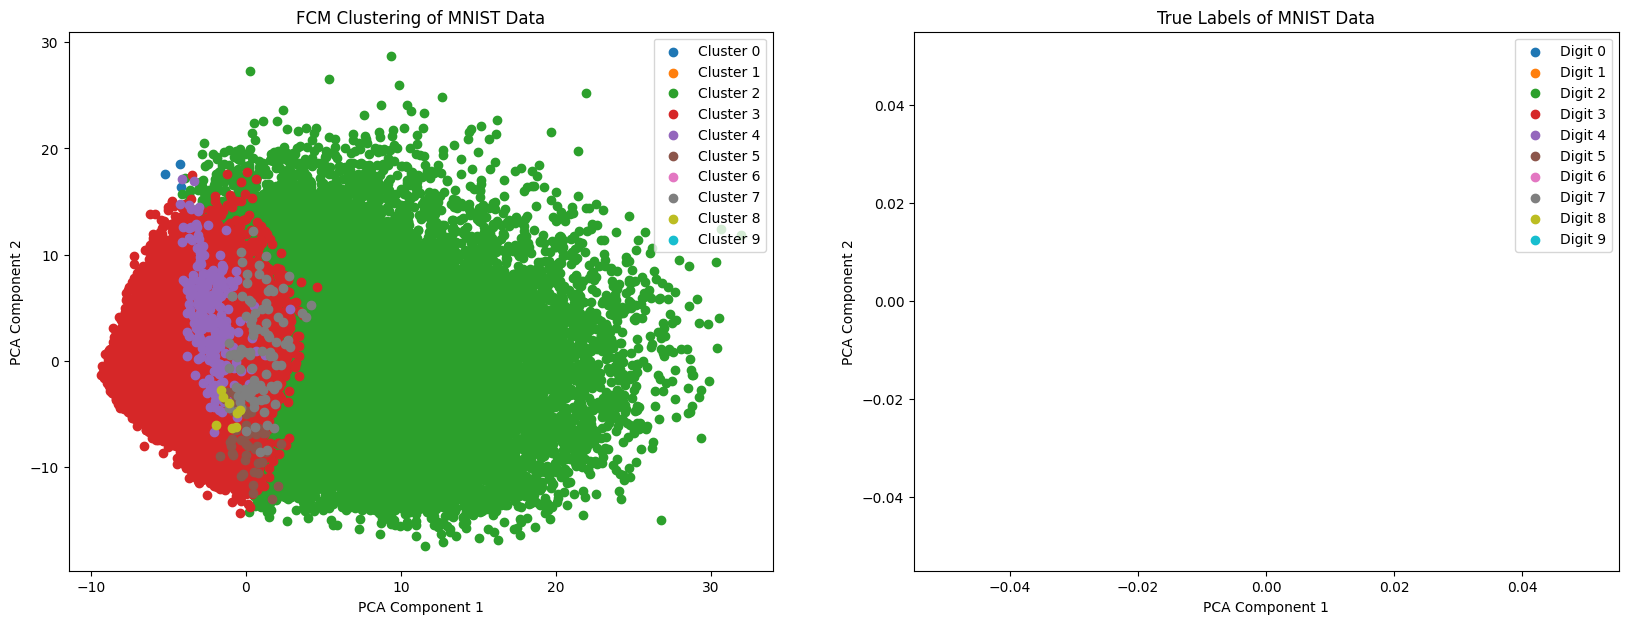 FCM Clustering of MNIST Data
30
20
10
0
−10
−10
0
10
20
30
PCA Component 2
PCA Component 1
Cluster 0
Cluster 1
Cluster 2
Cluster 3
Cluster 4
Cluster 5
Cluster 6
Cluster 7
Cluster 8
Cluster 9
True Labels of MNIST Data
0.04
0.02
0.00
−0.02
−0.04
−0.04
−0.02
0.00
0.02
0.04
PCA Component 2
PCA Component 1
Digit 0
Digit 1
Digit 2
Digit 3
Digit 4
Digit 5
Digit 6
Digit 7
Digit 8
Digit 9